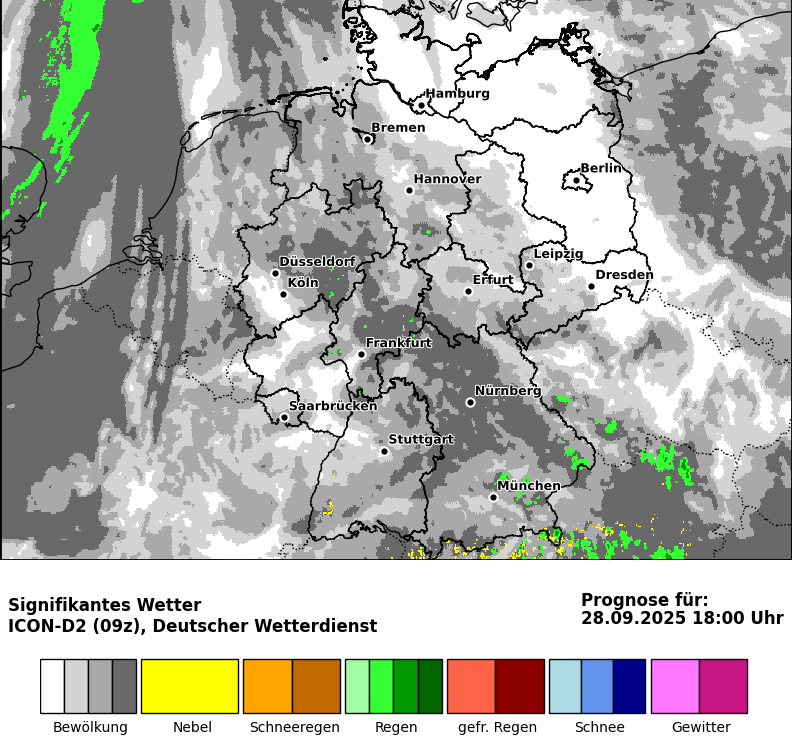 Hamburg
Bremen
Berlin
Hannover
Leipzig
Düsseldorf
Dresden
Erfurt
Köln
Frankfurt
Nürnberg
Saarbrücken
Stuttgart
München
Signifikantes Wetter
ICON-D2 (09z), Deutscher Wetterdienst
Prognose für:
28.09.2025 18:00 Uhr
Bewölkung
Nebel
Schneeregen
Regen
gefr. Regen
Schnee
Gewitter